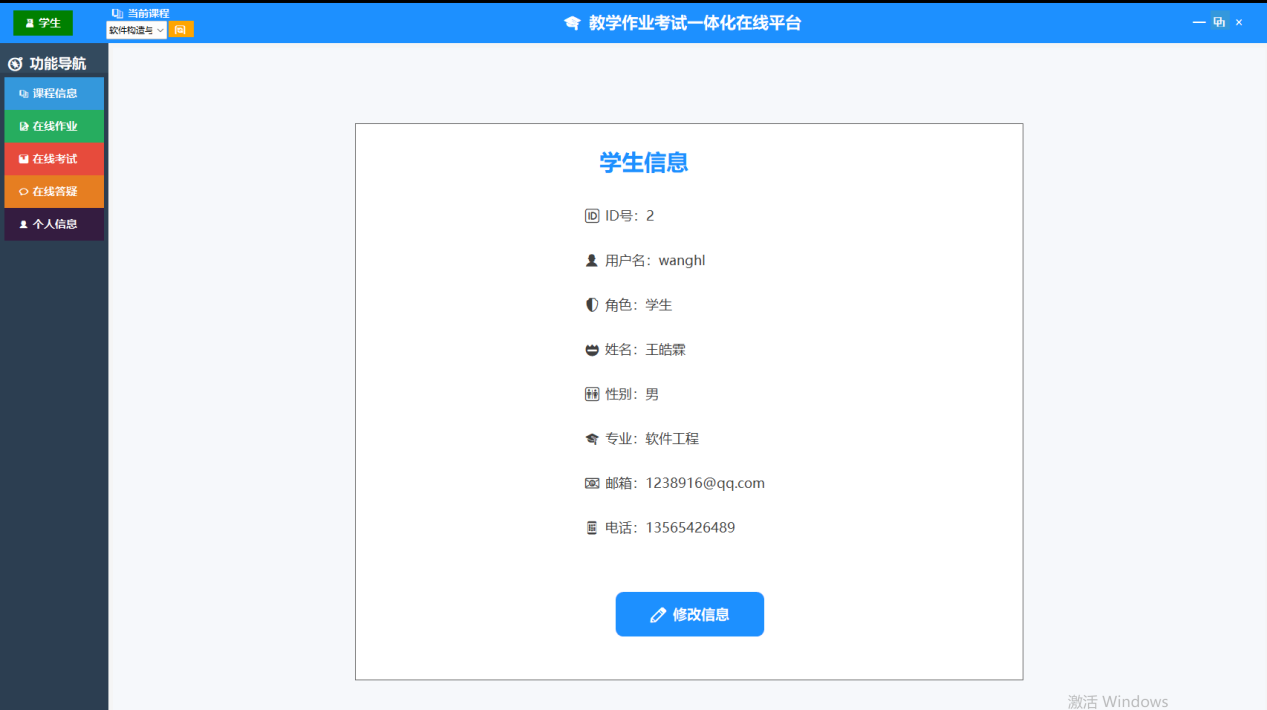 学生
当前课程
软件构造与
教学作业考试一体化在线平台
功能导航
课程信息
在线作业
在线考试
在线答疑
个人信息
学生信息
ID号：2
用户名：wanghl
角色：学生
姓名：王皓霖
性别：男
专业：软件工程
邮箱：1238916@qq.com
电话：13565426489
修改信息
激活 Windows